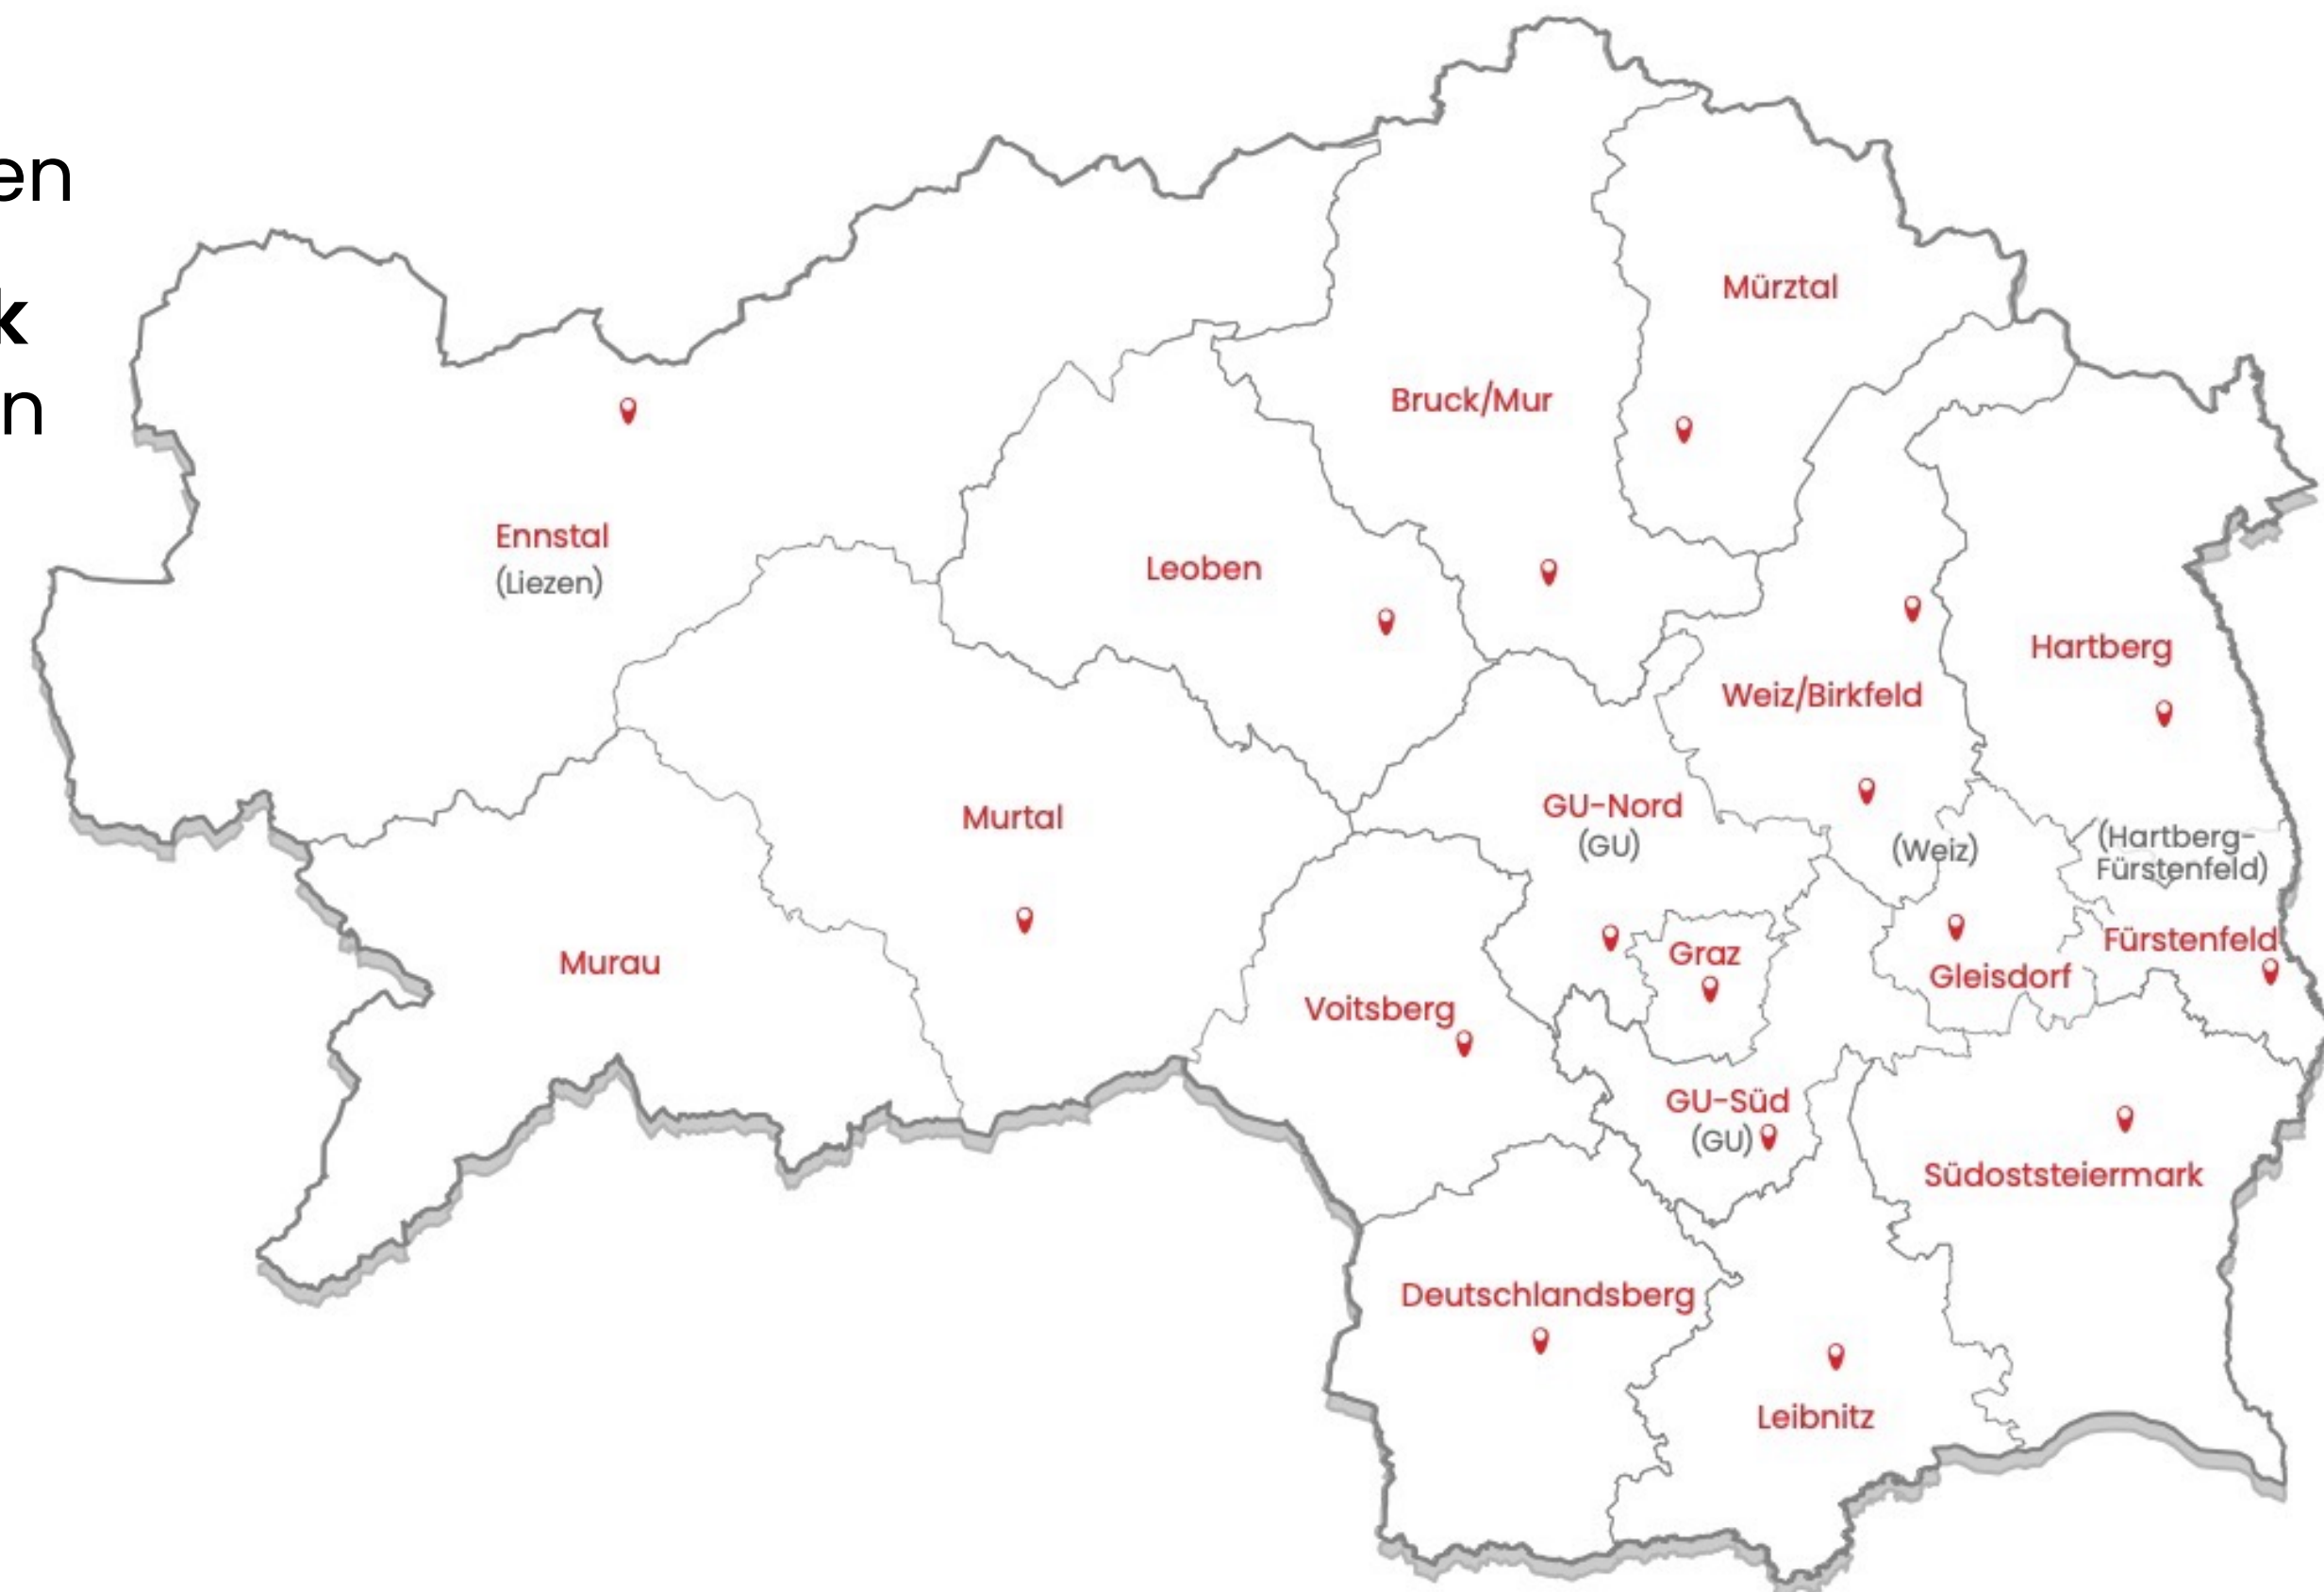 en
k
n
Mürztal
Bruck/Mur
Ennstal
(Liezen)
Leoben
Hartberg
Weiz/Birkfeld
Murtal
GU-Nord
(GU)
(Weiz)
(Hartberg-
Fürstenfeld)
Murau
Graz
Fürstenfeld
Gleisdorf
Voitsberg
GU-Süd
(GU)
Südoststeiermark
Deutschlandsberg
Leibnitz